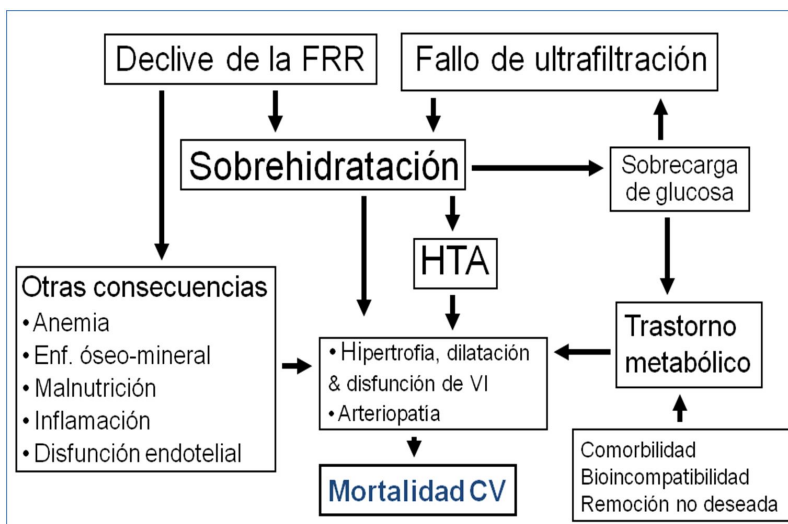 Declive de la FRR
Fallo de ultrafiltración
Sobrehidratación
Sobrecarga
de glucosa
HTA
Otras consecuencias
• Anemia
• Enf. óseo-mineral
• Malnutrición
• Inflamación
• Disfunción endotelial
• Hipertrofia, dilatación
& disfunción de VI
• Arteriopatía
Trastorno
metabólico
Mortalidad CV
Comorbilidad
Bioincompatibilidad
Remoción no deseada